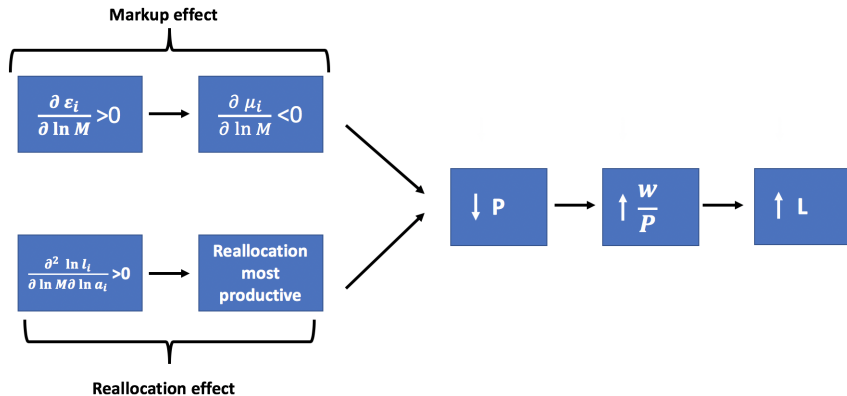 Markup effect
∂ εᵢ / ∂ ln M >0
∂ μᵢ / ∂ ln M <0
↓ P
↑ w / P
↑ L
∂² ln lᵢ / ∂ ln M ∂ ln aᵢ >0
Reallocation
most
productive
Reallocation effect